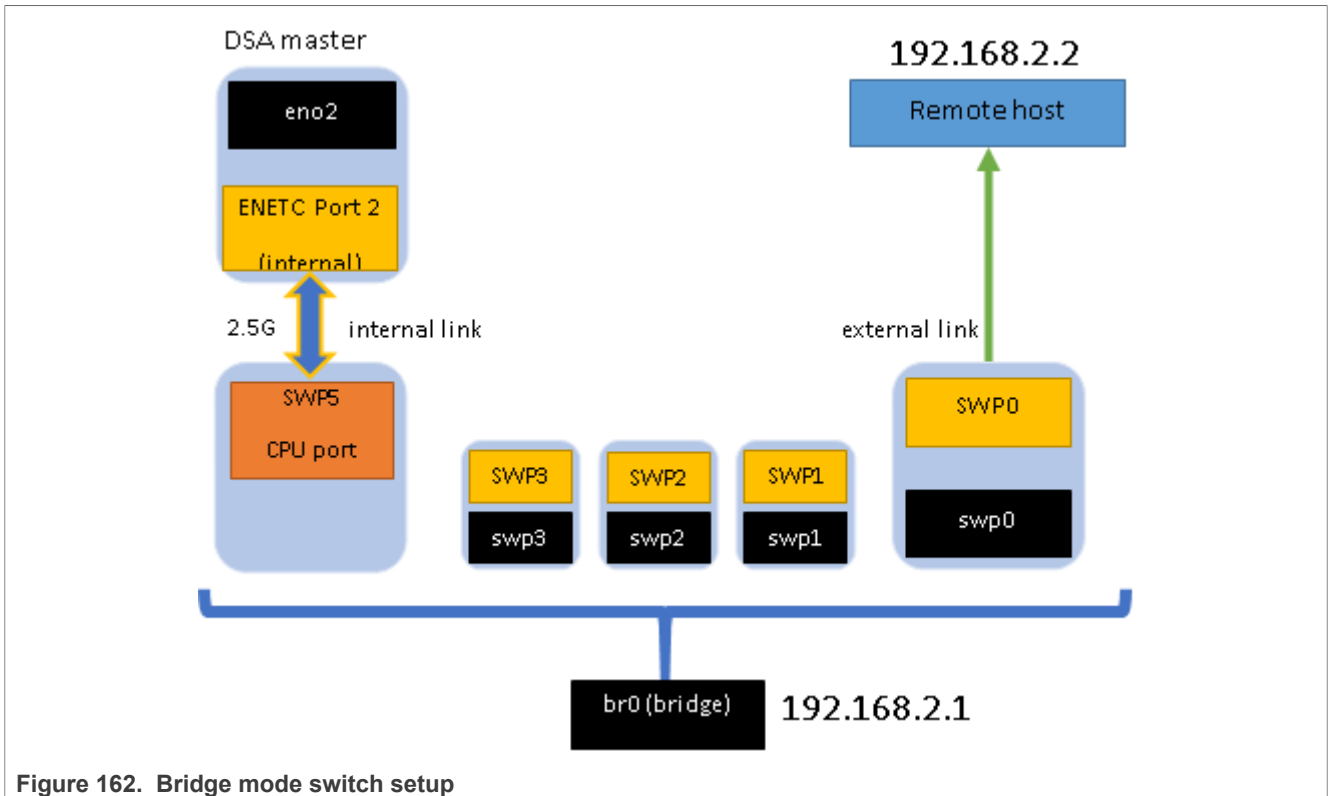 DSA master
eno2
ENETC Port 2
(internal)
2.5G
internal link
SWP5
CPU port
192.168.2.2
Remote host
external link
SWP0
swp0
SWP3
swp3
SWP2
swp2
SWP1
swp1
br0 (bridge)
192.168.2.1
Figure 162. Bridge mode switch setup